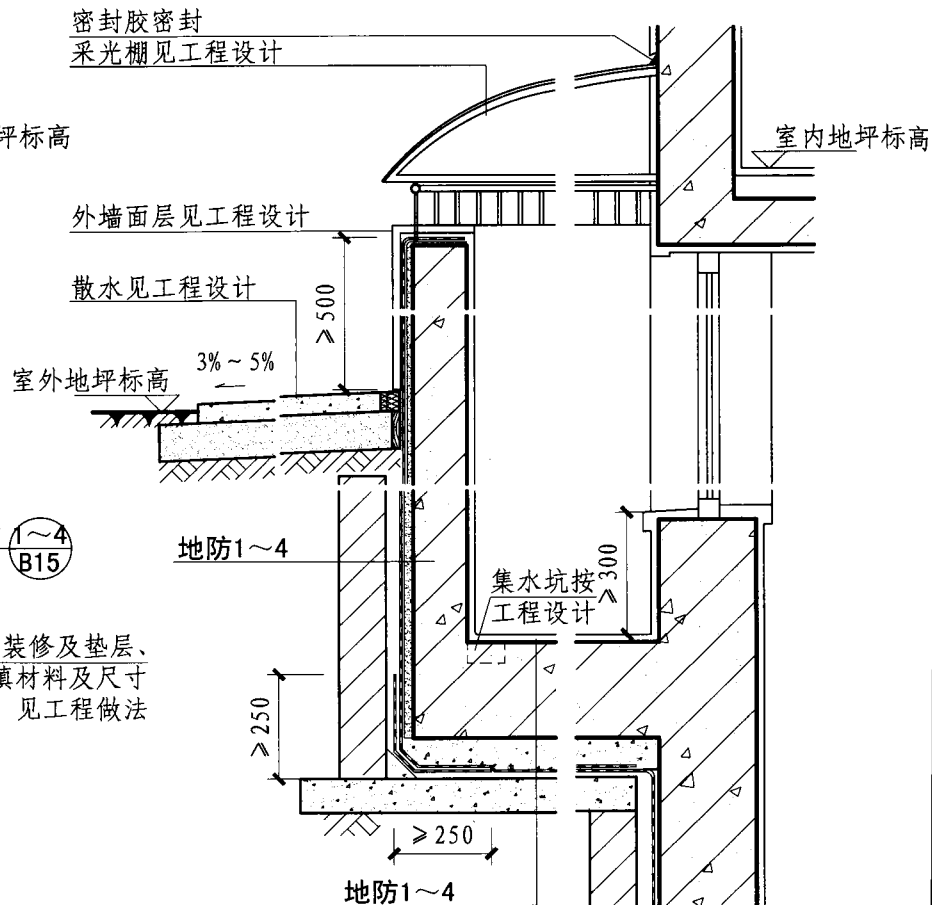 密封胶密封
采光棚见工程设计
坪标高
室内地坪标高
外墙面层见工程设计
散水见工程设计
≥500
3%~5%
室外地坪标高
1~4
B15
地防1~4
集水坑按
工程设计
≥300
装修及垫层、
填材料及尺寸
见工程做法
≥250
≥250
地防1~4